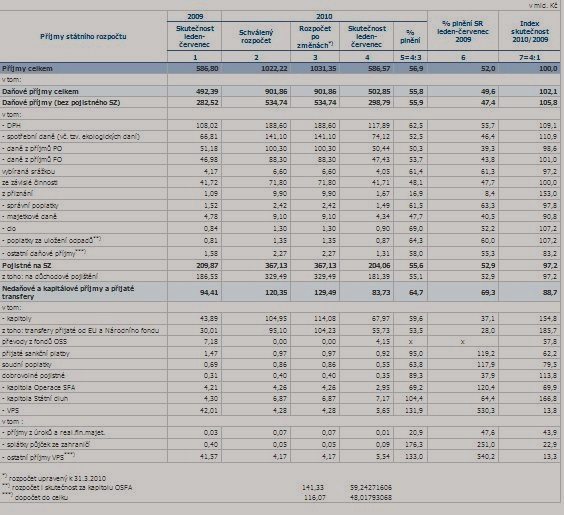 v mld. Kč
2009 2010
Příjmy státního rozpočtu Skutečnost leden-červenec Schválený rozpočet Rozpočet po změnách*) Skutečnost leden-červenec % plnění % plnění SR leden-červenec 2009 Index skutečnost 2010/2009
1 2 3 4 5=4:3 6 7=4:1
Příjmy celkem 586,80 1022,22 1031,35 586,57 56,9 52,0 100,0
v tom:
Daňové příjmy celkem 492,39 901,86 901,86 502,85 55,8 49,6 102,1
Daňové příjmy (bez pojistného SZ) 282,52 534,74 534,74 298,79 55,9 47,4 105,8
v tom:
- DPH 108,02 188,60 188,60 117,89 62,5 55,7 109,1
- spotřební daně (vč. tzv. ekologických daní) 66,81 141,10 141,10 74,12 52,5 46,4 110,9
- daně z příjmů PO 51,18 100,30 100,30 50,44 50,3 39,3 98,6
- daně z příjmů FO 46,98 88,30 88,30 47,43 53,7 43,8 101,0
vybíraná srážkou 4,17 6,60 6,60 4,05 61,4 61,3 97,2
ze závislé činnosti 41,72 71,80 71,80 41,71 58,1 47,7 100,0
z přiznání 1,09 9,90 9,90 1,67 16,9 8,4 153,0
- správní poplatky 1,52 2,42 2,42 1,49 61,5 63,3 97,8
- majetkové daně 4,78 9,10 9,10 4,34 47,7 40,5 90,8
- clo 0,84 1,30 1,30 0,90 69,0 52,2 107,2
- poplatky za uložení odpadů**) 0,81 1,35 1,35 0,87 64,3 60,0 107,2
- ostatní daňové příjmy***) 1,58 2,27 2,27 1,31 58,0 55,3 83,2
Pojistné na SZ 209,87 367,13 367,13 204,06 55,6 52,9 97,2
z toho: na důchodové pojištění 186,55 329,49 329,49 181,39 55,1 52,9 97,2
Nedaňové a kapitálové příjmy a přijaté transfery 94,41 120,35 129,49 83,73 64,7 69,3 88,7
v tom:
- kapitoly 43,89 104,95 114,08 67,97 59,6 37,1 154,8
z toho: transfery přijaté od EU a Národního fondu 30,01 95,10 104,23 55,73 53,5 28,0 185,7
převody z fondů OSS 7,18 0,00 0,00 4,15 x x 57,8
přijaté sankční platby 1,47 0,97 0,97 0,92 95,0 119,2 62,2
soudní poplatky 0,69 0,86 0,86 0,55 63,8 117,9 79,5
dobrovolné pojistné 0,31 0,40 0,40 0,35 89,3 37,9 113,8
- kapitola Operace SFA 4,21 4,26 4,26 2,95 69,2 120,4 69,9
- kapitola Státní dluh 4,30 6,87 6,87 7,17 104,4 64,4 166,8
- VPS 42,01 4,28 4,28 5,65 131,9 530,3 13,8
v tom :
- příjmy z úroků a real.fin.majet. 0,03 0,07 0,07 0,01 20,9 47,6 43,9
- splátky půjček ze zahraničí 0,40 0,05 0,05 0,09 176,3 251,0 22,9
- ostatní příjmy VPS***) 41,57 4,17 4,17 5,54 133,0 540,2 13,3
*) rozpočet upravený k 31.3.2010
**) rozpočet i skutečnost za kapitolu OSFA 141,33 59,24271606
***) dopočet do celku 116,07 48,01793068